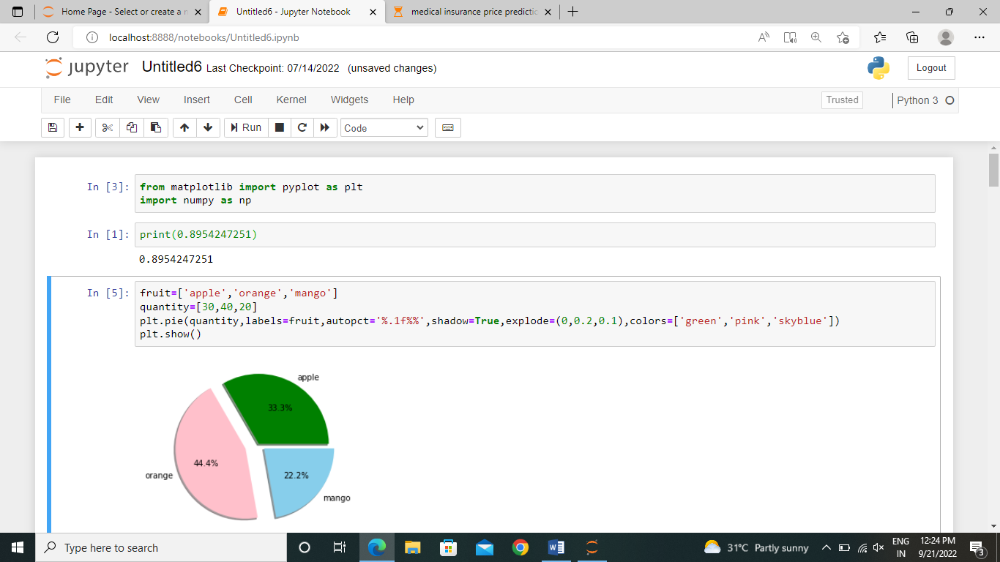 Home Page - Select or create a n
Untitled6 - Jupyter Notebook
medical insurance price predictic
localhost:8888/notebooks/Untitled6.ipynb
jupyter Untitled6 Last Checkpoint: 07/14/2022 (unsaved changes)
Logout
File Edit View Insert Cell Kernel Widgets Help
Trusted
Python 3
Run
Code
In [3]:
from matplotlib import pyplot as plt
import numpy as np
In [1]:
print(0.8954247251)
0.8954247251
In [5]:
fruit=['apple','orange','mango']
quantity=[30,40,20]
plt.pie(quantity,labels=fruit,autopct='%.1f%%',shadow=True,explode=(0,0.2,0.1),colors=['green','pink','skyblue'])
plt.show()
apple
33.3%
44.4%
orange
22.2%
mango
Type here to search
31°C Partly sunny
ENG
IN
12:24 PM
9/21/2022
3